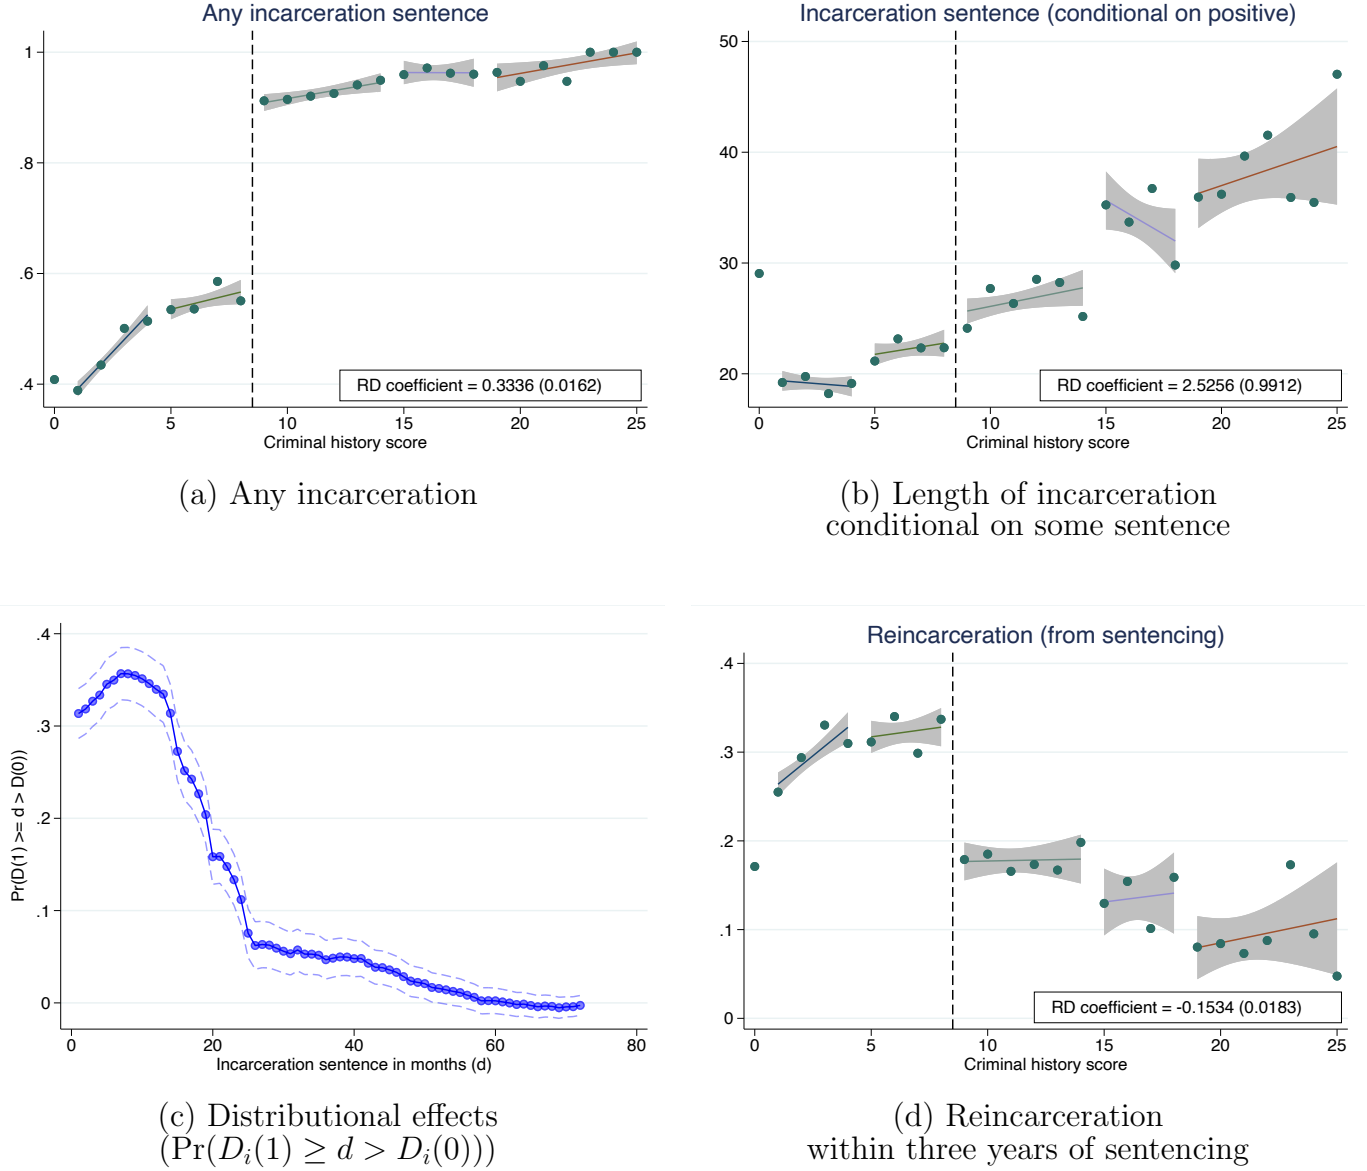 Any incarceration sentence
1
.8
.6
.4
RD coefficient = 0.3336 (0.0162)
0 5 10 15 20 25
Criminal history score
(a) Any incarceration
Incarceration sentence (conditional on positive)
50
40
30
20
RD coefficient = 2.5256 (0.9912)
0 5 10 15 20 25
Criminal history score
(b) Length of incarceration
conditional on some sentence
.4
.3
.2
.1
0
Pr(D(1) >= d > D(0))
0 20 40 60 80
Incarceration sentence in months (d)
(c) Distributional effects
(Pr(D_i(1) ≥ d > D_i(0)))
Reincarceration (from sentencing)
.4
.3
.2
.1
0
RD coefficient = -0.1534 (0.0183)
0 5 10 15 20 25
Criminal history score
(d) Reincarceration
within three years of sentencing